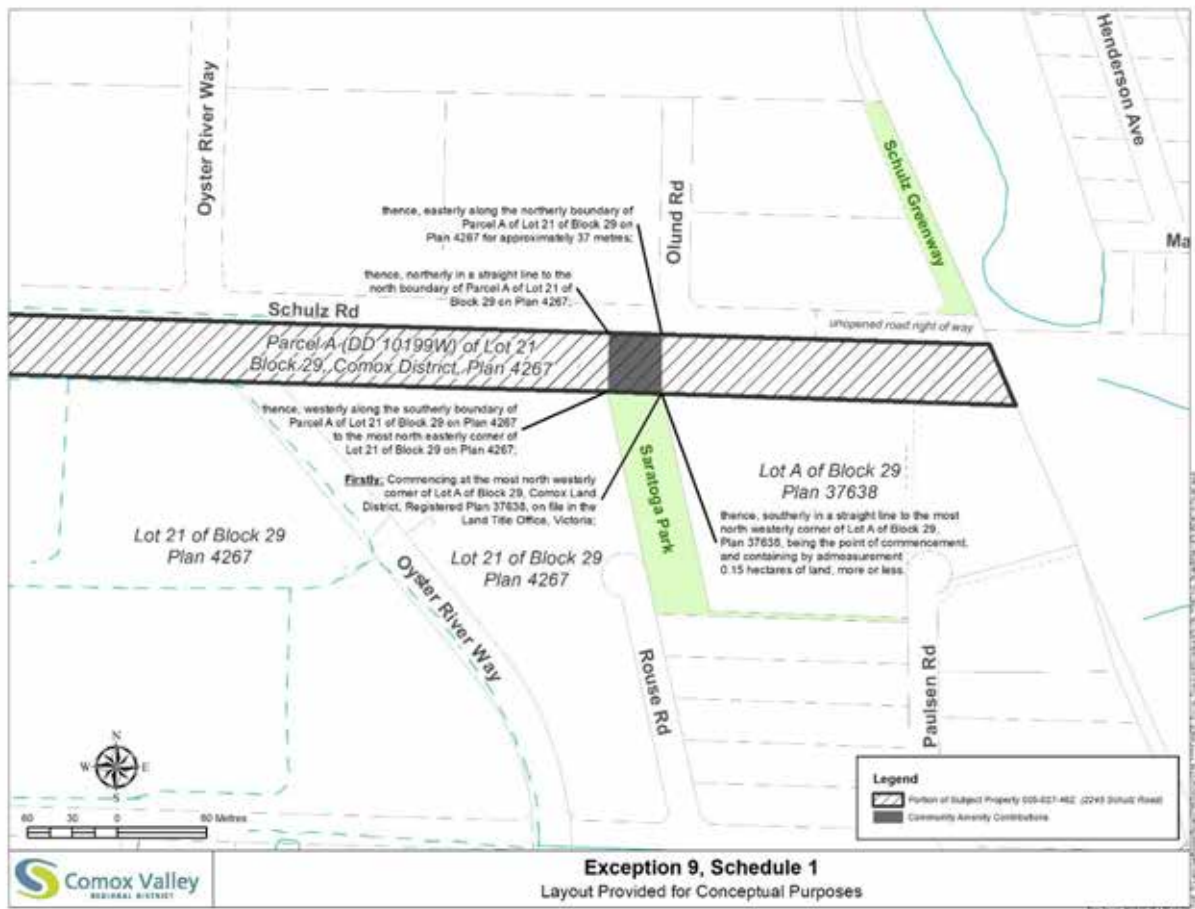 Henderson Ave
Oyster River Way
Schulz Greenway
Olund Rd
thence, easterly along the northerly boundary of
Parcel A of Lot 21 of Block 29 on
Plan 4267 for approximately 37 metres;
Ma
thence, northerly in a straight line to the
north boundary of Parcel A of Lot 21 of
Block 29 on Plan 4267;
Schulz Rd
unopened road right of way
Parcel A (DD 10199W) of Lot 21
Block 29, Comox District, Plan 4267
thence, westerly along the southerly boundary of
Parcel A of Lot 21 of Block 29 on Plan 4267
to the most north easterly corner of
Lot 21 of Block 29 on Plan 4267;
Saratoga Park
Lot A of Block 29
Plan 37638
Firstly: Commencing at the most north westerly
corner of Lot A of Block 29, Comox Land
District, Registered Plan 37638, on file in the
Land Title Office, Victoria;
thence, southerly in a straight line to the most
north westerly corner of Lot A of Block 29,
Plan 37638, being the point of commencement,
and containing by admeasurement
0.15 hectares of land, more or less.
Lot 21 of Block 29
Plan 4267
Lot 21 of Block 29
Plan 4267
Oyster River Way
Rouse Rd
Paulsen Rd
N
W E
S
60 30 0 60 Metres
Legend
Portion of Subject Property (2245 Schulz Road)
Community Amenity Contributions
Comox Valley
REGIONAL DISTRICT
Exception 9, Schedule 1
Layout Provided for Conceptual Purposes